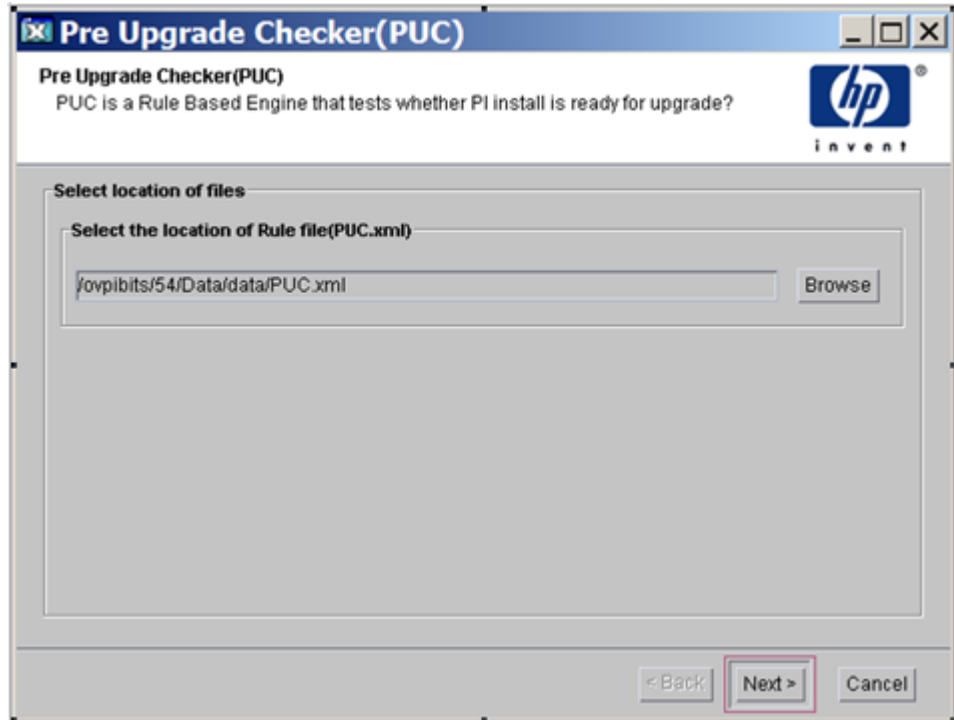 Pre Upgrade Checker(PUC)
Pre Upgrade Checker(PUC)
PUC is a Rule Based Engine that tests whether PI install is ready for upgrade?
hp
®
invent
Select location of files
Select the location of Rule file(PUC.xml)
/ovpibits/54/Data/data/PUC.xml
Browse
< Back
Next >
Cancel